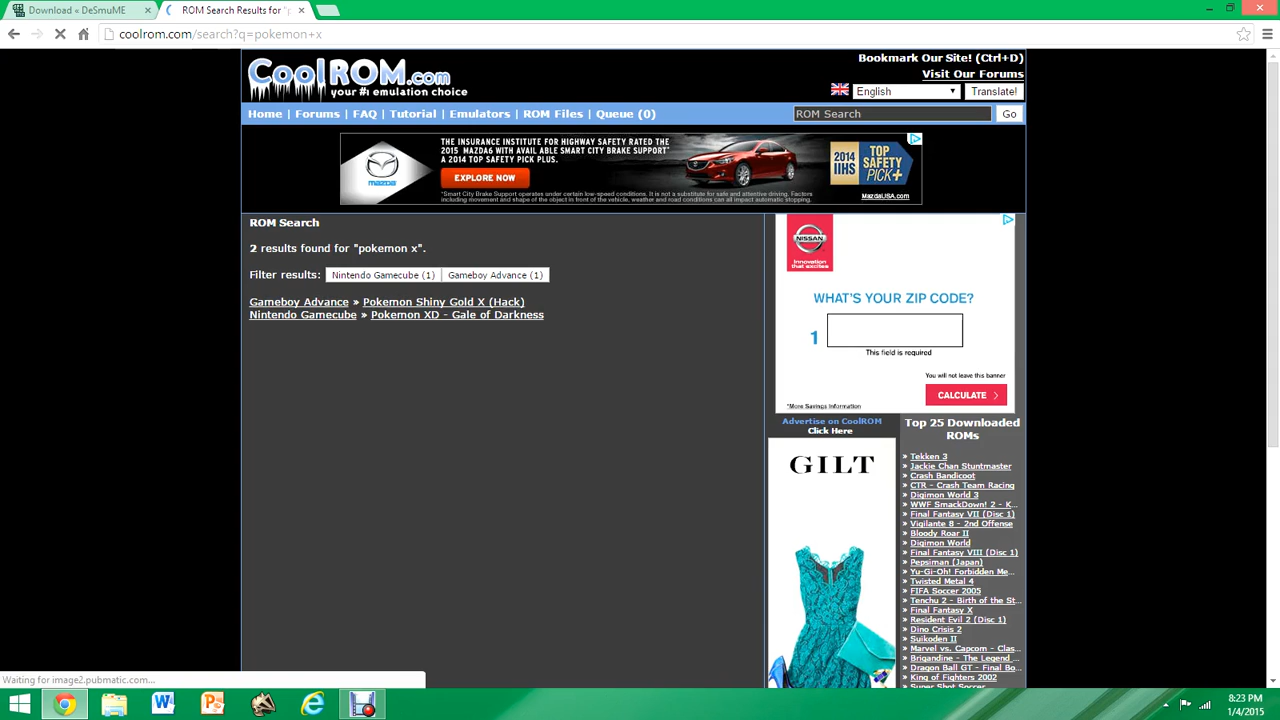 Download « DeSmuME
ROM Search Results for "p
coolrom.com/search?q=pokemon+x
CoolROM.com
your #1 emulation choice
Bookmark Our Site! (Ctrl+D)
Visit Our Forums
English
Translate!
Home | Forums | FAQ | Tutorial | Emulators | ROM Files | Queue (0)
ROM Search
Go
mazda
THE INSURANCE INSTITUTE FOR HIGHWAY SAFETY RATED THE
2015 MAZDA6 WITH AVAILABLE SMART CITY BRAKE SUPPORT*
A 2014 TOP SAFETY PICK PLUS.
EXPLORE NOW
*Smart City Brake Support operates under certain low-speed conditions. It is not a substitute for safe and attentive driving. Factors
including movement and shape of the object in front of the vehicle, weather and road conditions can all impact automatic stopping.
2014
IIHS
TOP
SAFETY
PICK+
MazdaUSA.com
ROM Search
2 results found for "pokemon x".
Filter results: Nintendo Gamecube (1) Gameboy Advance (1)
Gameboy Advance » Pokemon Shiny Gold X (Hack)
Nintendo Gamecube » Pokemon XD - Gale of Darkness
NISSAN
Innovation
that excites
WHAT'S YOUR ZIP CODE?
1
This field is required
You will not leave this banner
CALCULATE >
*More Savings Information
Advertise on CoolROM
Click Here
GILT
Top 25 Downloaded
ROMs
» Tekken 3
» Jackie Chan Stuntmaster
» Crash Bandicoot
» CTR - Crash Team Racing
» Digimon World 3
» WWF SmackDown! 2 - K...
» Final Fantasy VII (Disc 1)
» Vigilante 8 - 2nd Offense
» Bloody Roar II
» Digimon World
» Final Fantasy VIII (Disc 1)
» Pepsiman (Japan)
» Yu-Gi-Oh! Forbidden Me...
» Twisted Metal 4
» FIFA Soccer 2005
» Tenchu 2 - Birth of the St...
» Final Fantasy X
» Resident Evil 2 (Disc 1)
» Dino Crisis 2
» Suikoden II
» Marvel vs. Capcom - Clas...
» Brigandine - The Legend ...
» Dragon Ball GT - Final Bo...
» King of Fighters 2002
» Super Shot Soccer
Waiting for image2.pubmatic.com...
8:23 PM
1/4/2015